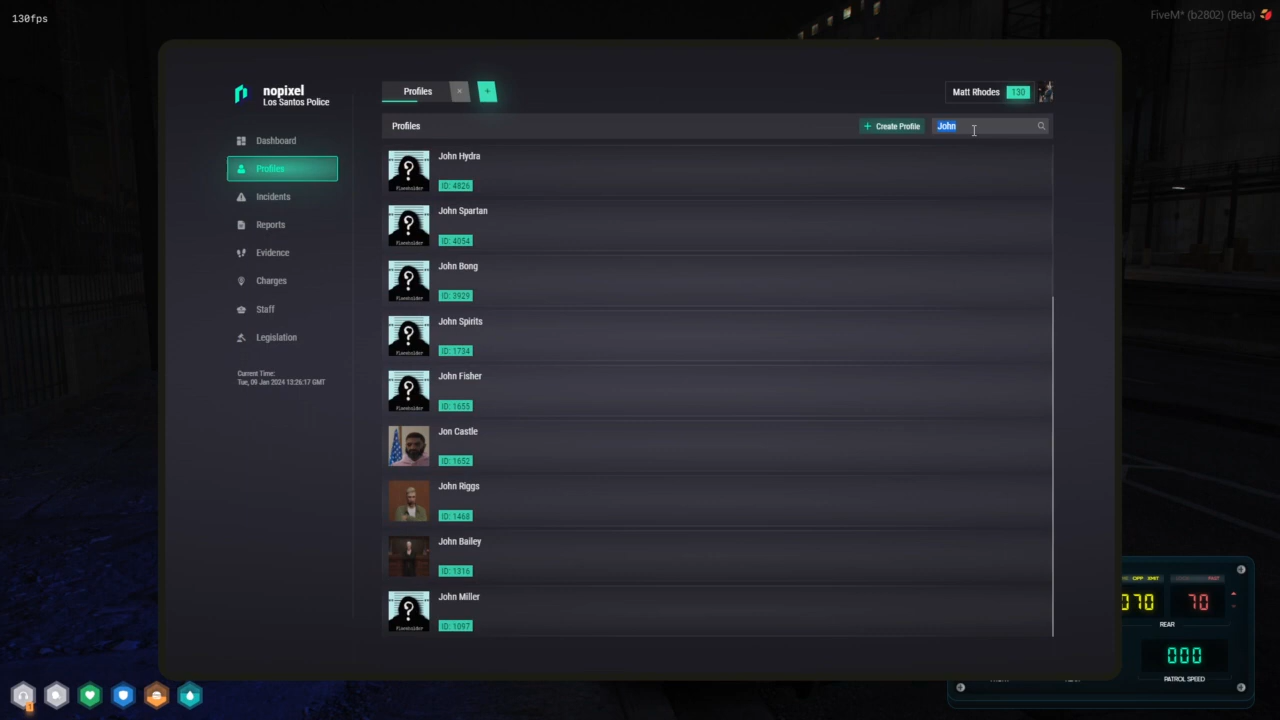 130fps
FiveM* (b2802) (Beta)
nopixel
Los Santos Police
Profiles
Matt Rhodes 130
Profiles
Create Profile
John
Dashboard
Profiles
Incidents
Reports
Evidence
Charges
Staff
Legislation
Current Time:
Tue, 09 Jan 2024 13:26:17 GMT
John Hydra
ID: 4826
John Spartan
ID: 4054
John Bong
ID: 3929
John Spirits
ID: 1734
John Fisher
ID: 1655
Jon Castle
ID: 1652
John Riggs
ID: 1468
John Bailey
ID: 1316
John Miller
ID: 1097
OPP XMIT
FAST
070 70
REAR
000
PATROL SPEED